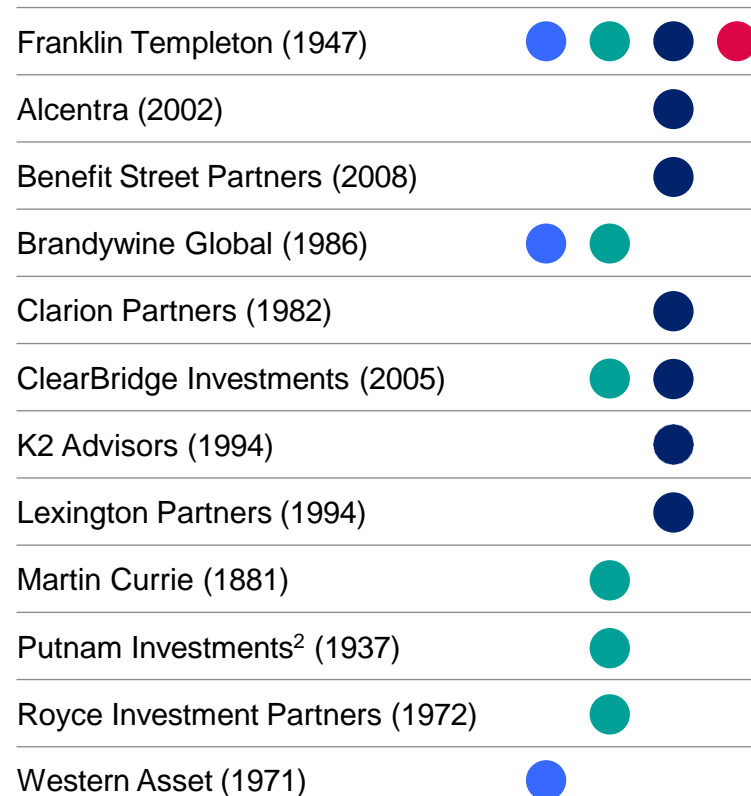 Franklin Templeton (1947)
Alcentra (2002)
Benefit Street Partners (2008)
Brandywine Global (1986)
Clarion Partners (1982)
ClearBridge Investments (2005)
K2 Advisors (1994)
Lexington Partners (1994)
Martin Currie (1881)
Putnam Investments² (1937)
Royce Investment Partners (1972)
Western Asset (1971)